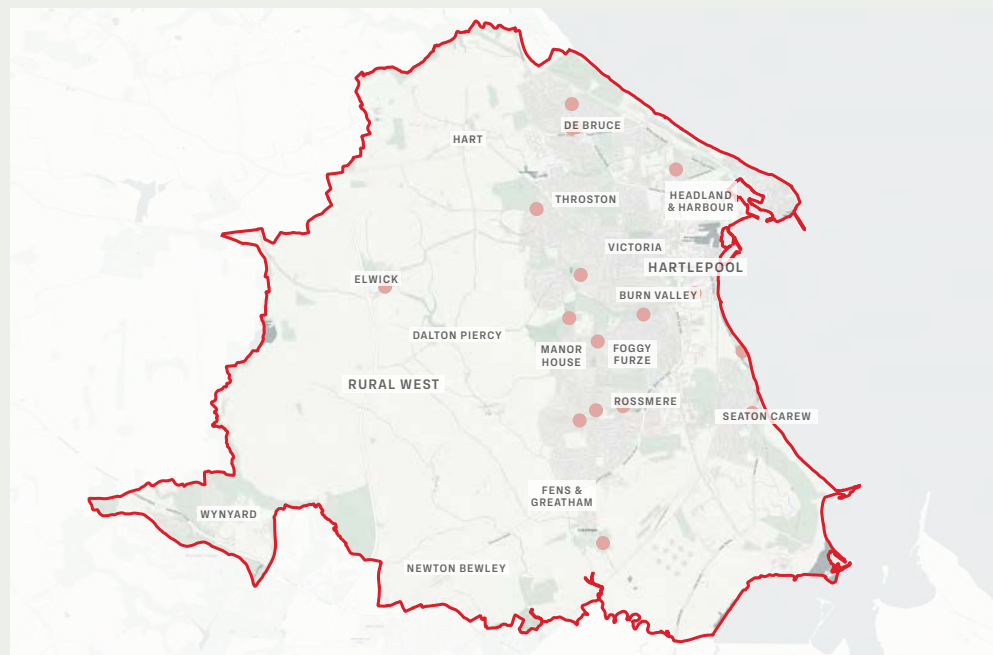 DE BRUCE
HART
HEADLAND
& HARBOUR
THROSTON
VICTORIA
HARTLEPOOL
ELWICK
BURN VALLEY
DALTON PIERCY
MANOR
HOUSE
FOGGY
FURZE
RURAL WEST
ROSSMERE
SEATON CAREW
FENS &
GREATHAM
WYNYARD
NEWTON BEWLEY